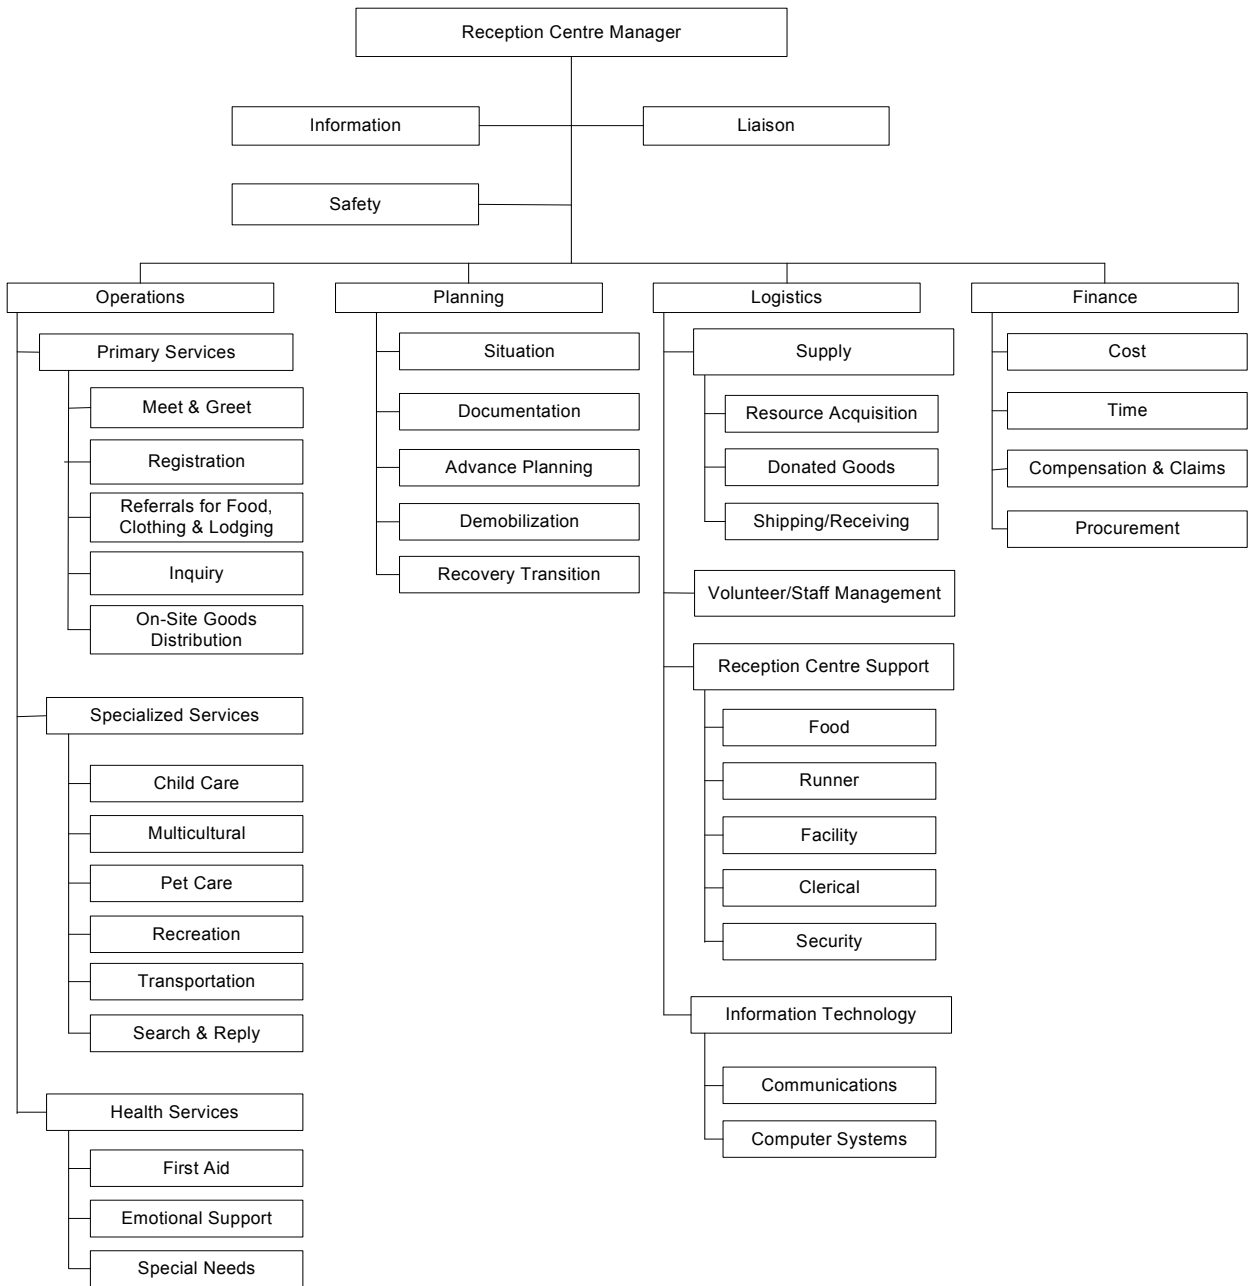 Reception Centre Manager
Information
Liaison
Safety
Operations
Planning
Logistics
Finance
Primary Services
Meet & Greet
Registration
Referrals for Food,
Clothing & Lodging
Inquiry
On-Site Goods
Distribution
Specialized Services
Child Care
Multicultural
Pet Care
Recreation
Transportation
Search & Reply
Health Services
First Aid
Emotional Support
Special Needs
Situation
Documentation
Advance Planning
Demobilization
Recovery Transition
Supply
Resource Acquisition
Donated Goods
Shipping/Receiving
Volunteer/Staff Management
Reception Centre Support
Food
Runner
Facility
Clerical
Security
Information Technology
Communications
Computer Systems
Cost
Time
Compensation & Claims
Procurement